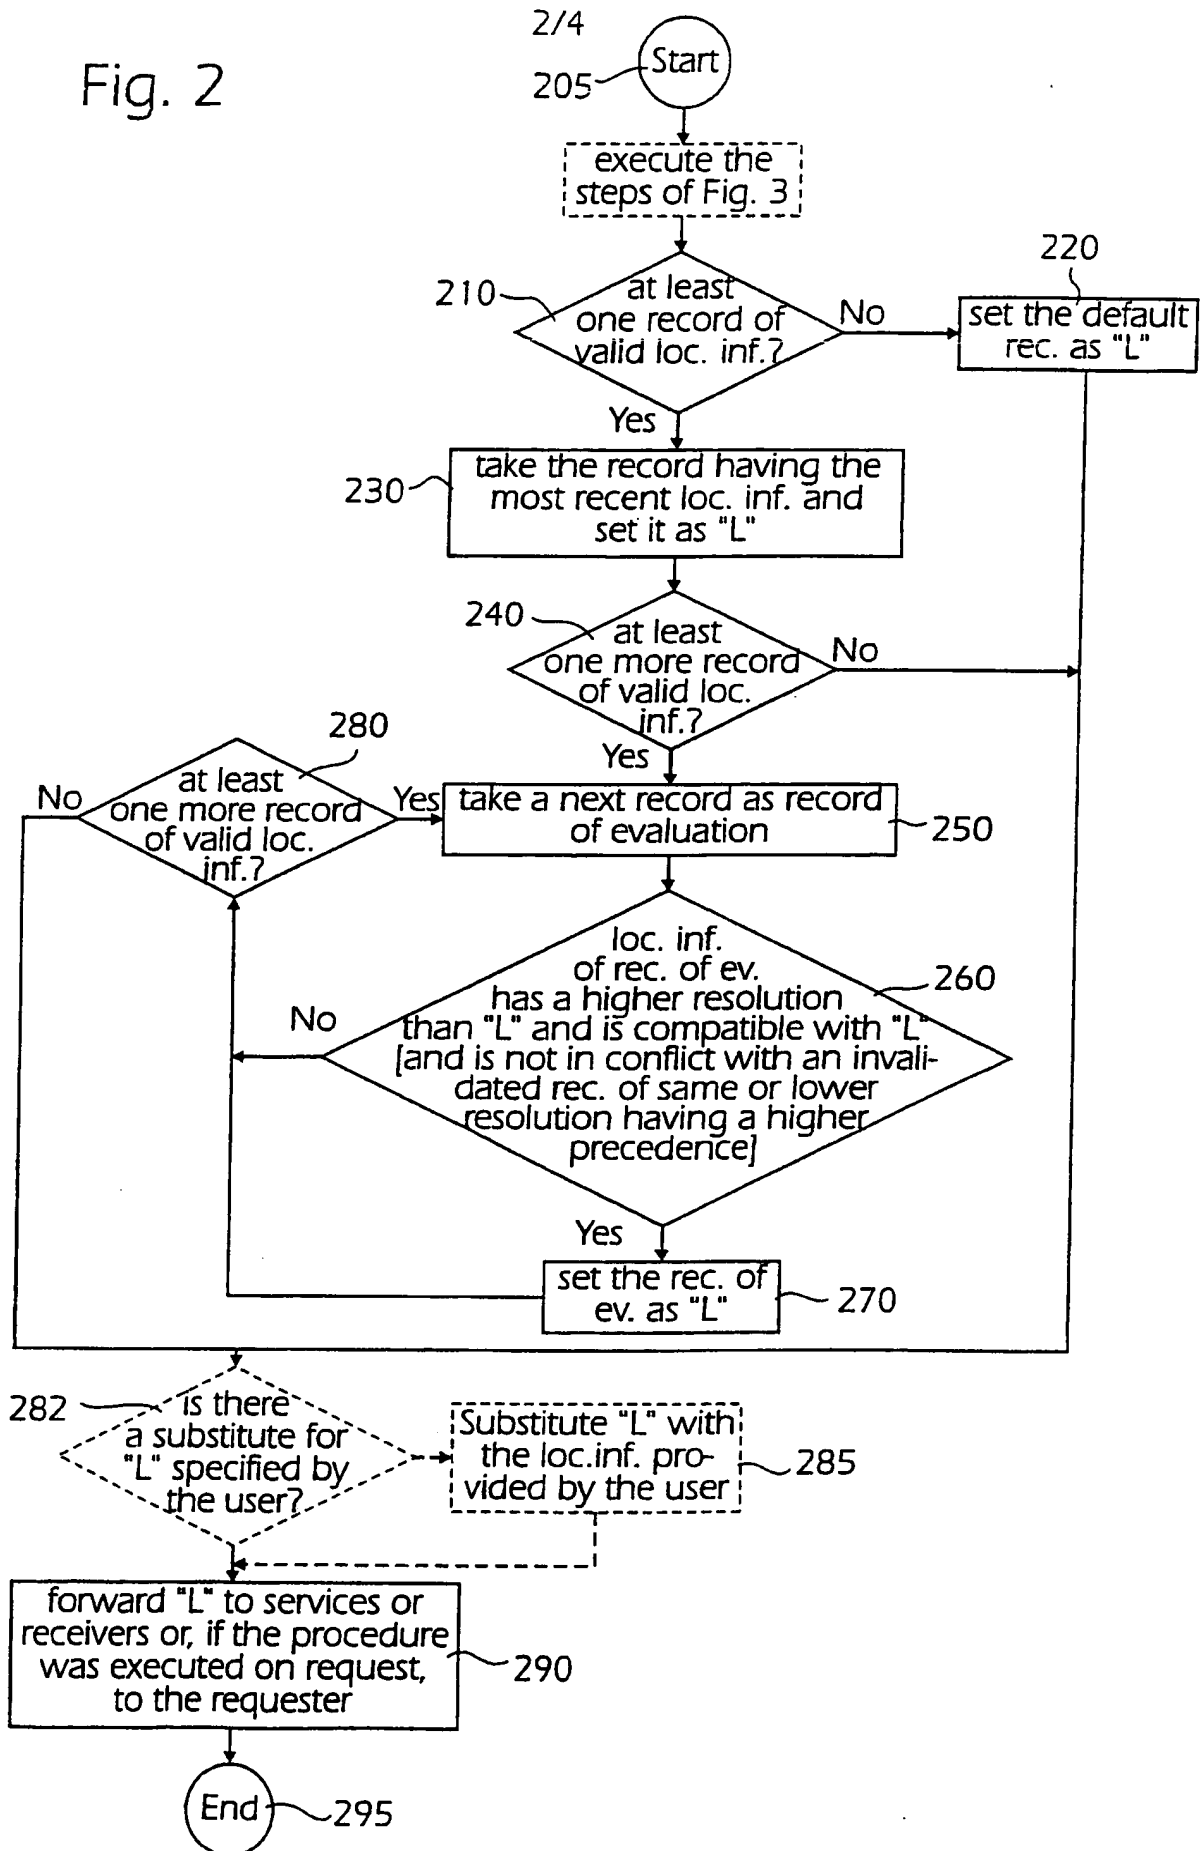 2/4
Fig. 2
Start
205
execute the
steps of Fig. 3
220
210
at least
one record of
valid loc. inf.?
No
set the default
rec. as "L"
Yes
230
take the record having the
most recent loc. inf. and
set it as "L"
240
at least
one more record
of valid loc.
inf.?
No
Yes
280
at least
one more record
of valid loc.
inf.?
No
Yes
take a next record as record
of evaluation
250
loc. inf.
of rec. of ev.
has a higher resolution
than "L" and is compatible with "L"
[and is not in conflict with an invali-
dated rec. of same or lower
resolution having a higher
precedence]
260
No
Yes
set the rec. of
ev. as "L"
270
282
is there
a substitute for
"L" specified by
the user?
Substitute "L" with
the loc.inf. pro-
vided by the user
285
forward "L" to services or
receivers or, if the procedure
was executed on request,
to the requester
290
End
295